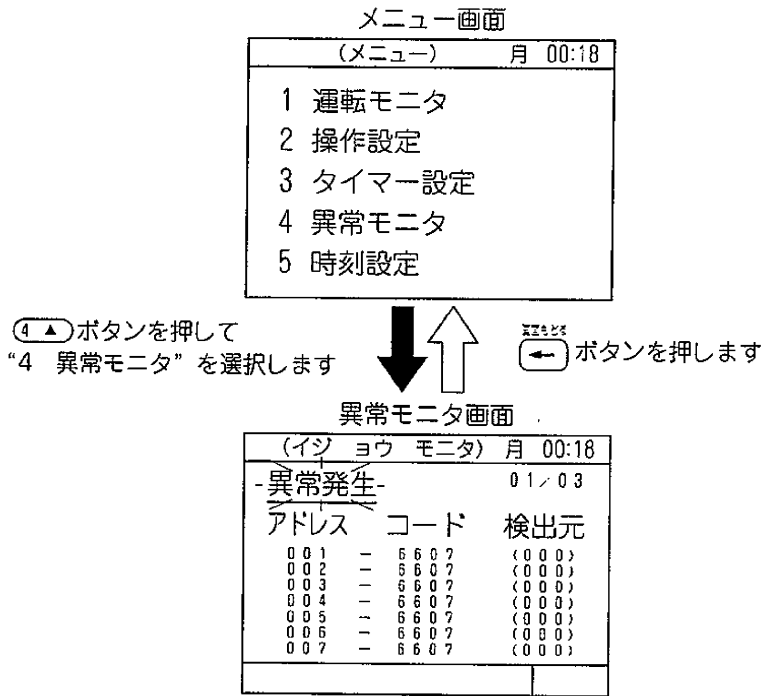 メニュー画面
(メニュー) 月 00:18
1 運転モニタ
2 操作設定
3 タイマー設定
4 異常モニタ
5 時刻設定
4 ▲ ボタンを押して
“4 異常モニタ”を選択します
← ボタンを押します
異常モニタ画面
(イジョウ モニタ) 月 00:18
-異常発生- 01/03
アドレス コード 検出元
001 − 6607 (000)
002 − 6607 (000)
003 − 6607 (000)
004 − 6607 (000)
005 − 6607 (000)
006 − 6607 (000)
007 − 6607 (000)